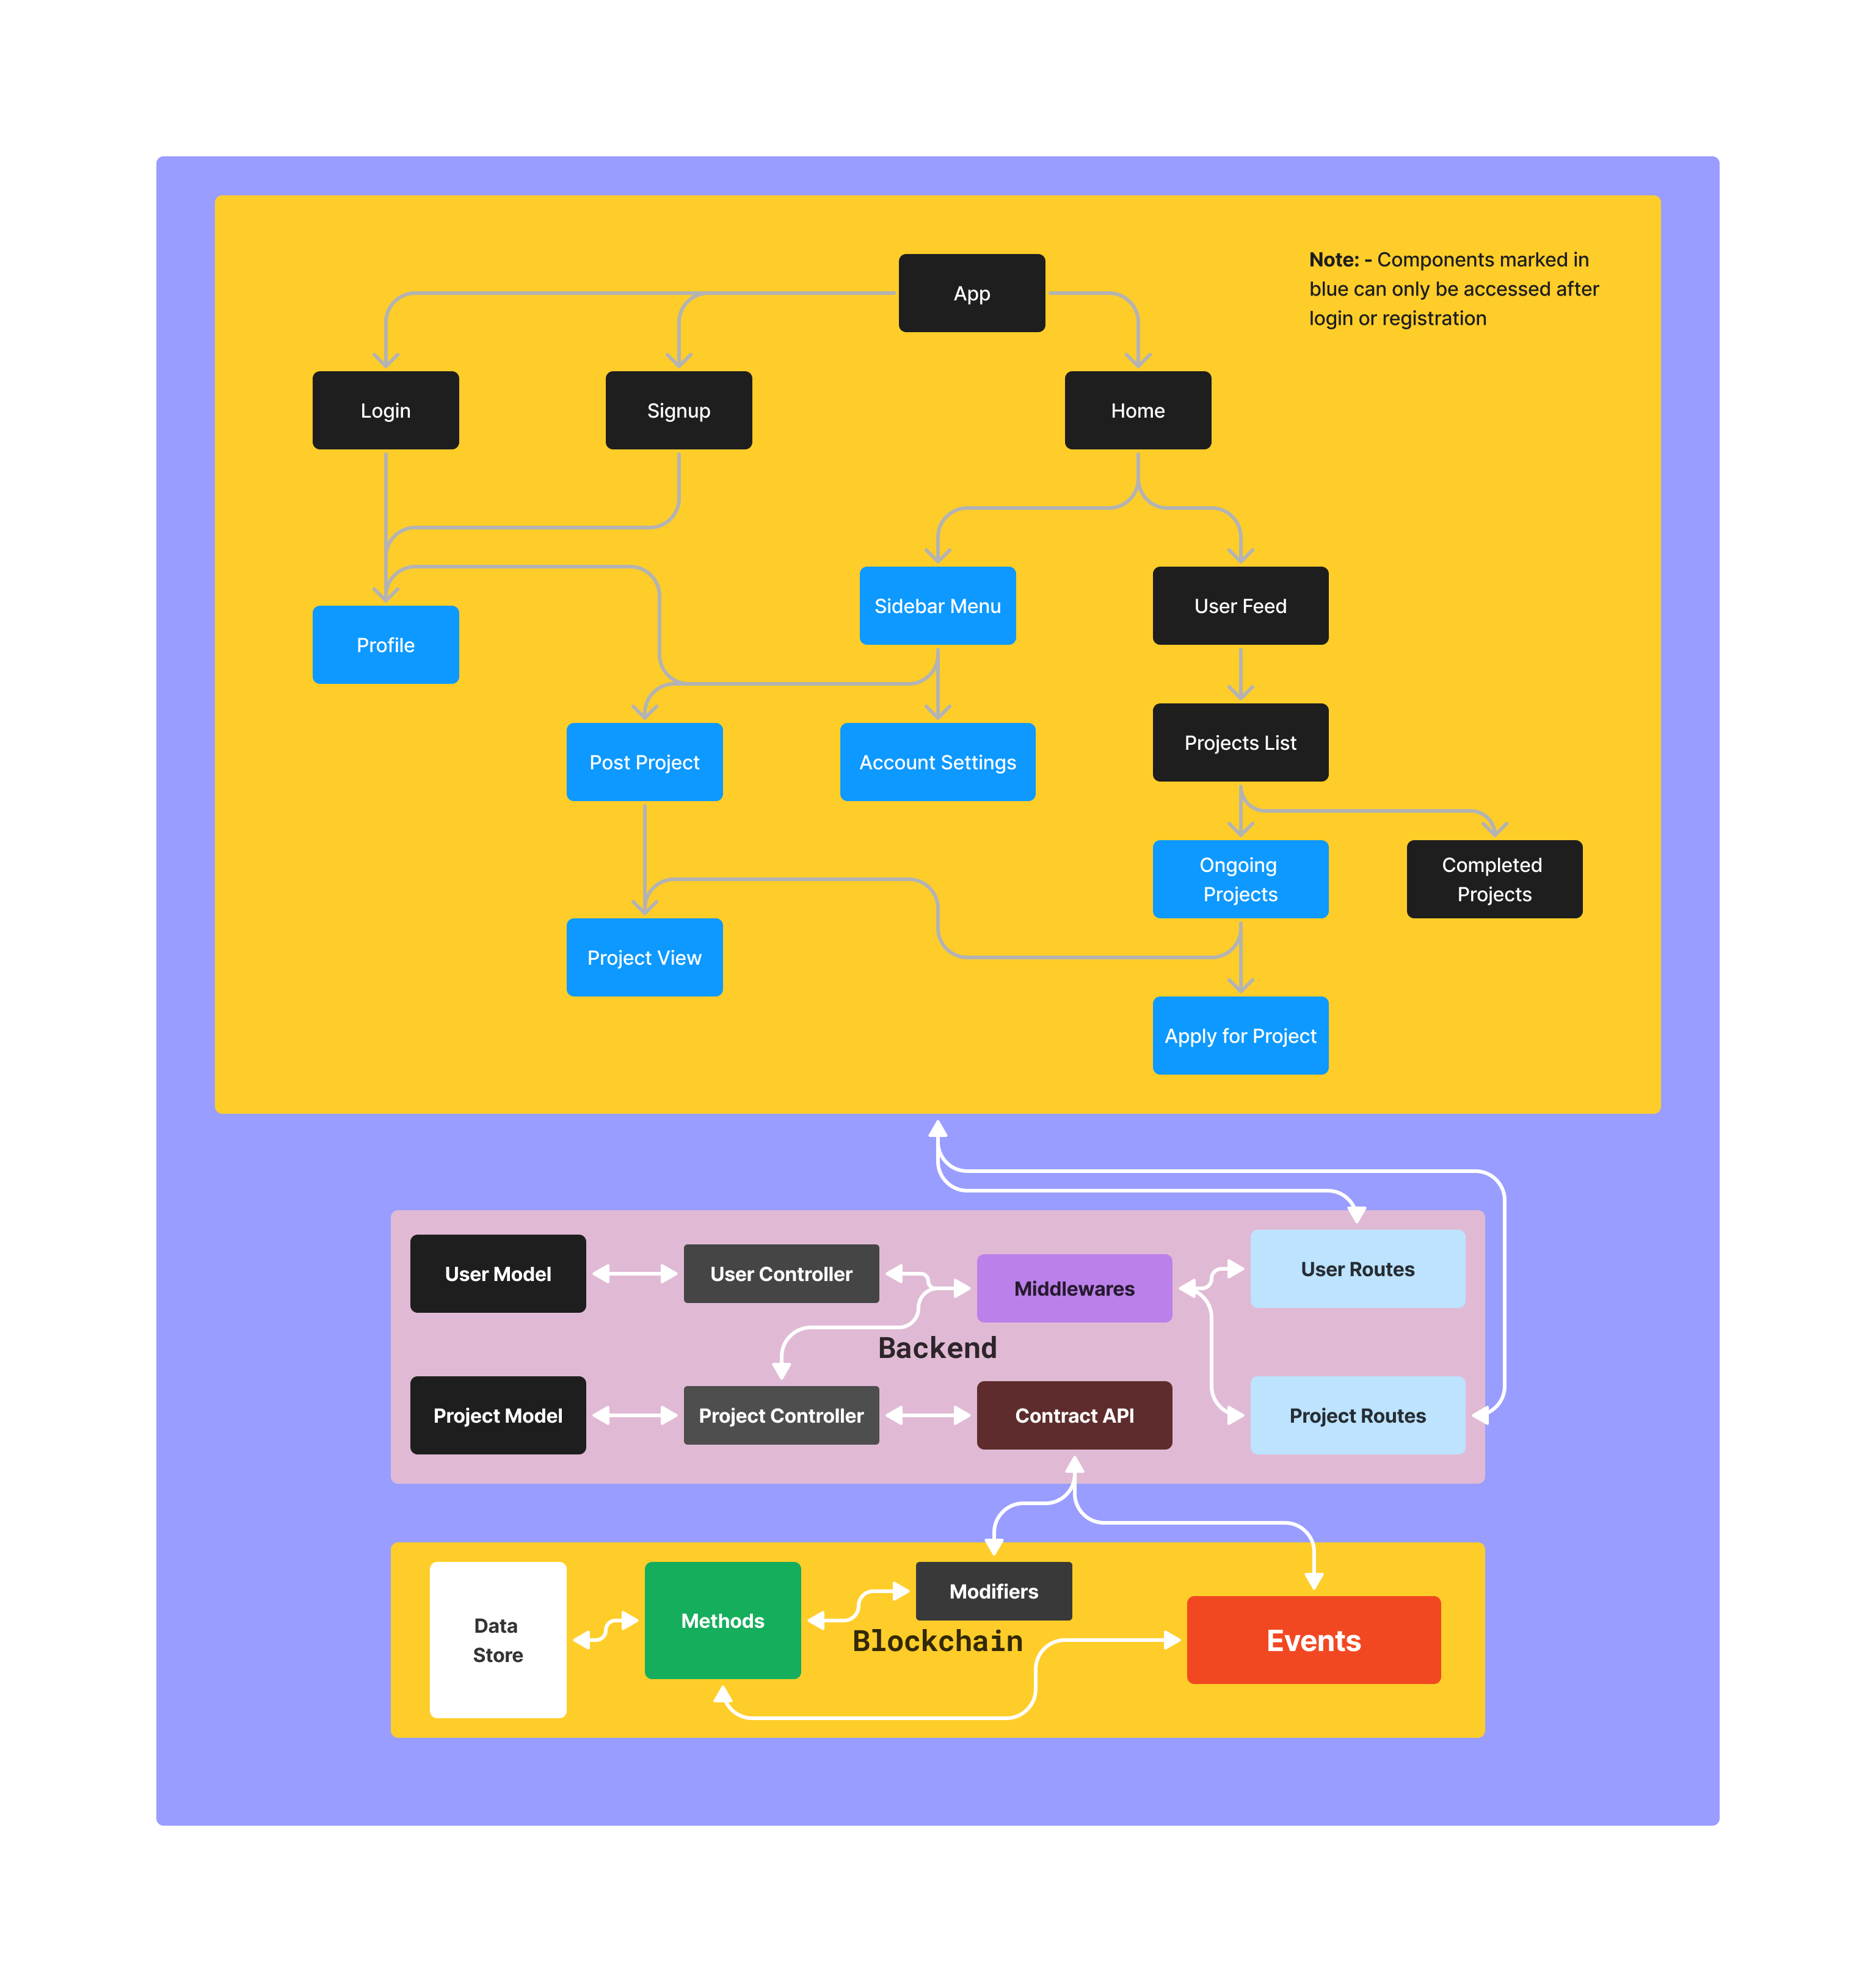 App
Note: - Components marked in
blue can only be accessed after
login or registration
Login
Signup
Home
Sidebar Menu
User Feed
Profile
Post Project
Account Settings
Projects List
Ongoing
Projects
Completed
Projects
Project View
Apply for Project
User Model
User Controller
Middlewares
User Routes
Backend
Project Model
Project Controller
Contract API
Project Routes
Data
Store
Methods
Modifiers
Blockchain
Events